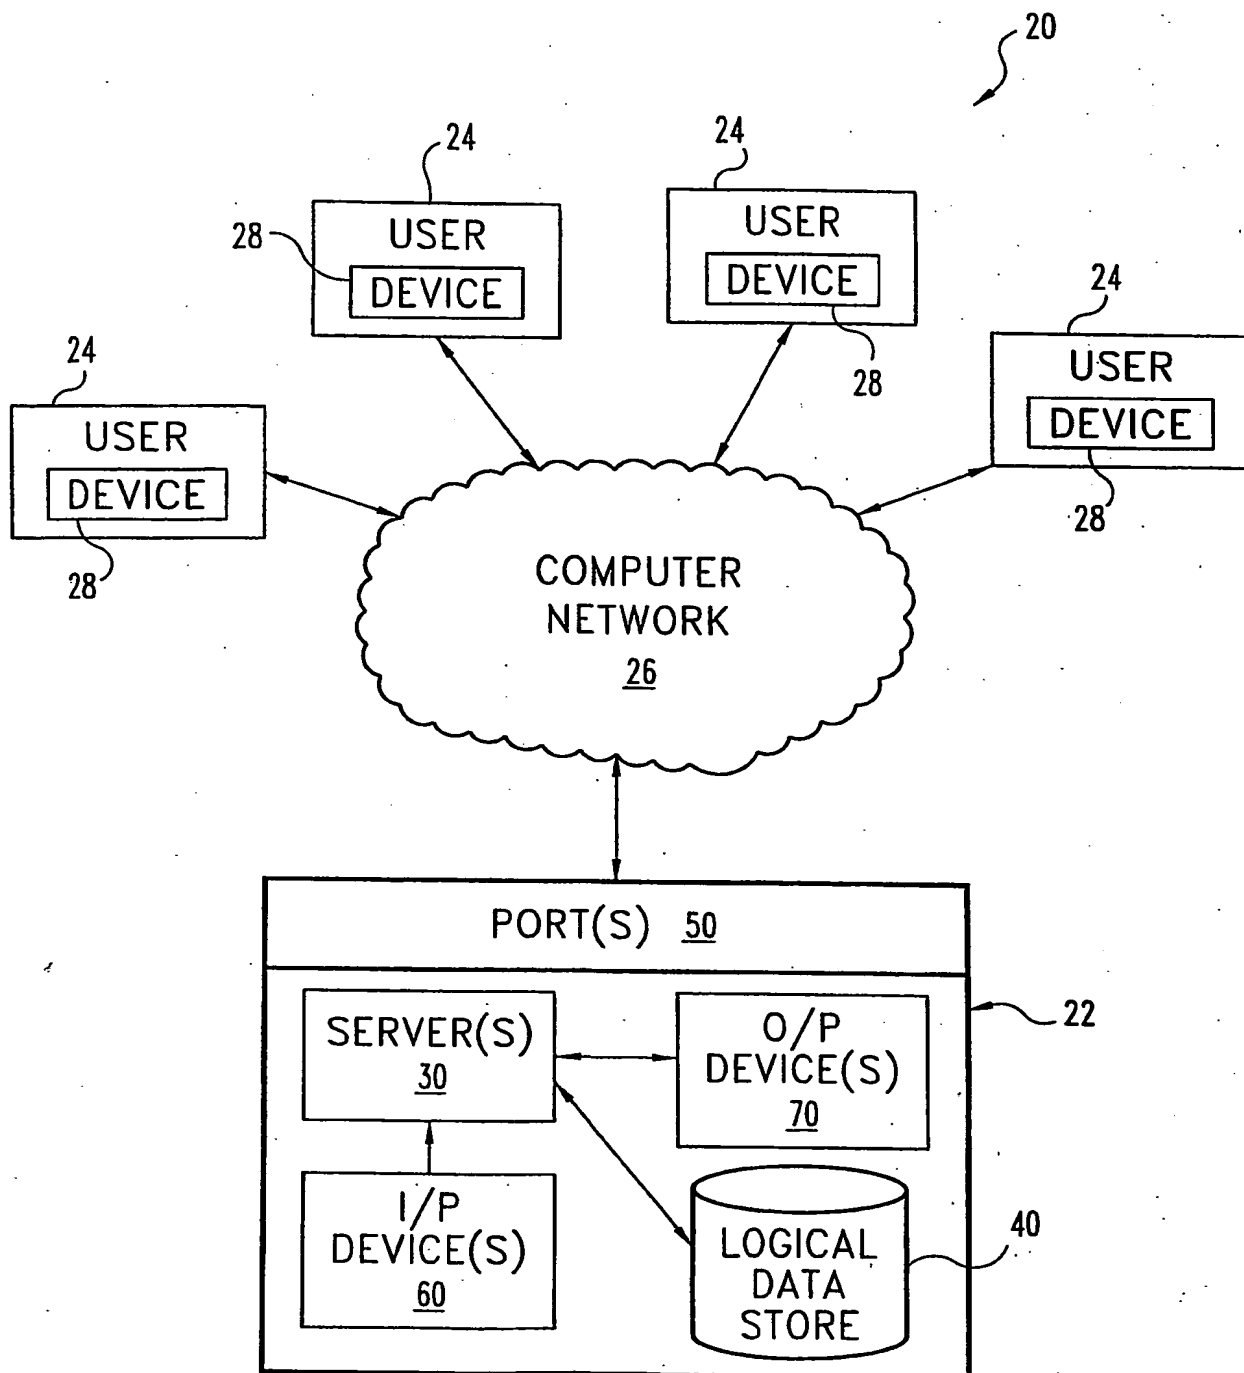 20
24
USER
28
DEVICE
24
USER
DEVICE
28
24
USER
DEVICE
28
24
USER
DEVICE
28
COMPUTER
NETWORK
26
PORT(S) 50
SERVER(S)
30
O/P
DEVICE(S)
70
22
I/P
DEVICE(S)
60
LOGICAL
DATA
STORE
40